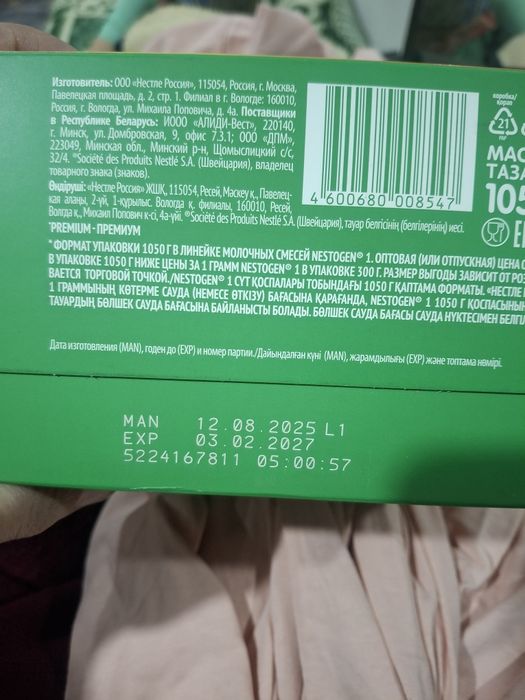 Изготовитель: ООО «Нестле Россия», 115054, Россия, г. Москва,
Павелецкая площадь, д. 2, стр. 1. Филиал в г. Вологде: 160010,
Россия, г. Вологда, ул. Михаила Поповича, д. 4а. Поставщики
в Республике Беларусь: ИООО «АЛИДИ-Вест», 220140,
г. Минск, ул. Домбровская, 9, офис 7.3.1; ООО «ДПМ»,
223049, Минская обл., Минский р-н, Щомыслицкий с/с,
32/4. ®Société des Produits Nestlé S.A. (Швейцария), владелец
товарного знака (знаков).
Өндіруші: «Нестле Россия» ЖШҚ, 115054, Ресей, Мәскеу қ., Павелец-
кая алаңы, 2-үй, 1-құрылыс. Вологда қ. филиалы, 160010, Ресей,
Вологда қ., Михаил Попович к-сі, 4а-үйі. ®Société des Produits Nestlé S.A. (Швейцария), тауар белгісінің (белгілерінің) иесі.
4 600680 008547
коробка/
қорап
21
PAP
МАС
ТАЗА
105
¹PREMIUM - ПРЕМИУМ
* ФОРМАТ УПАКОВКИ 1050 Г В ЛИНЕЙКЕ МОЛОЧНЫХ СМЕСЕЙ NESTOGEN® 1. ОПТОВАЯ (ИЛИ ОТПУСКНАЯ) ЦЕНА
В УПАКОВКЕ 1050 Г НИЖЕ ЦЕНЫ ЗА 1 ГРАММ NESTOGEN® 1 В УПАКОВКЕ 300 Г. РАЗМЕР ВЫГОДЫ ЗАВИСИТ ОТ
ВАЕТСЯ ТОРГОВОЙ ТОЧКОЙ./NESTOGEN® 1 СҮТ ҚОСПАЛАРЫ ТОБЫНДАҒЫ 1050 Г ҚАПТАМА ФОРМАТЫ. «НЕСТЛЕ
1 ГРАММЫНЫҢ КӨТЕРМЕ САУДА (НЕМЕСЕ ӨТКІЗУ) БАҒАСЫНА ҚАРАҒАНДА, NESTOGEN® 1 1050 Г ҚОСПАСЫНЫҢ
ТАУАРДЫҢ БӨЛШЕК САУДА БАҒАСЫНА БАЙЛАНЫСТЫ БОЛАДЫ. БӨЛШЕК САУДА БАҒАСЫ САУДА НҮКТЕСІМЕН
Дата изготовления (MAN), годен до (EXP) и номер партии./Дайындалған күні (MAN), жарамдылығы (EXP) және топтама нөмірі.
MAN 12.08.2025 L1
EXP 03.02.2027
5224167811 05:00:57